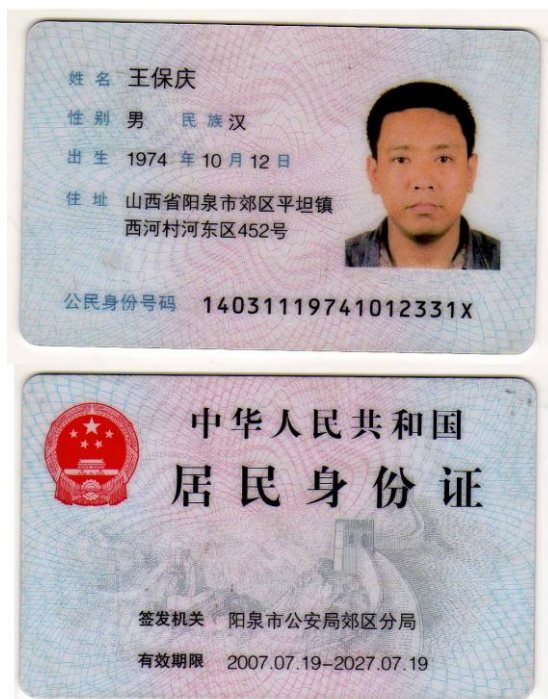 姓名 王保庆
性别 男 民族 汉
出生 1974 年 10 月 12 日
住址 山西省阳泉市郊区平坦镇
西河村河东区452号
公民身份号码 14031119741012331X
中华人民共和国
居民身份证
签发机关 阳泉市公安局郊区分局
有效期限 2007.07.19-2027.07.19